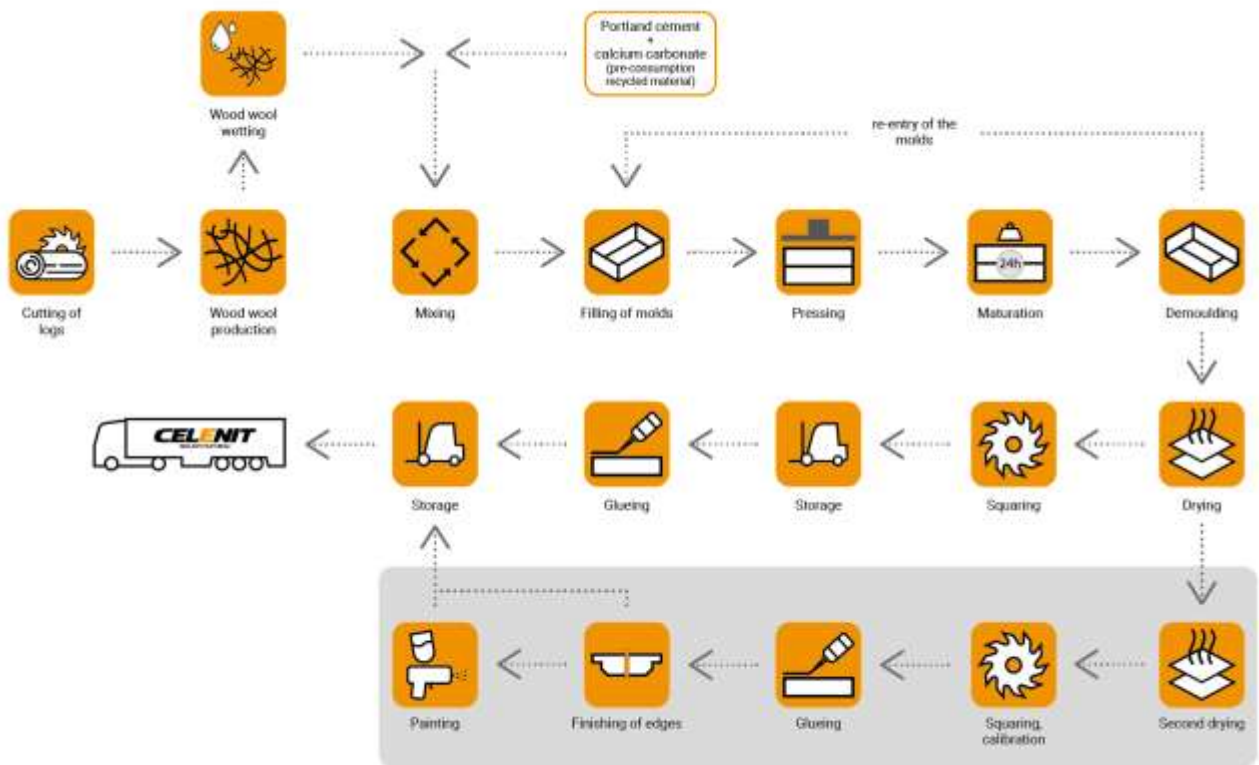 Portland cement
+
calcium carbonate
(pre-consumption
recycled material)
Wood wool
wetting
re-entry of the
molds
24h
Cutting of
logs
Wood wool
production
Mixing
Filling of molds
Pressing
Maturation
Demoulding
CELENIT
Storage
Glueing
Storage
Squaring
Drying
Painting
Finishing of edges
Glueing
Squaring,
calibration
Second drying